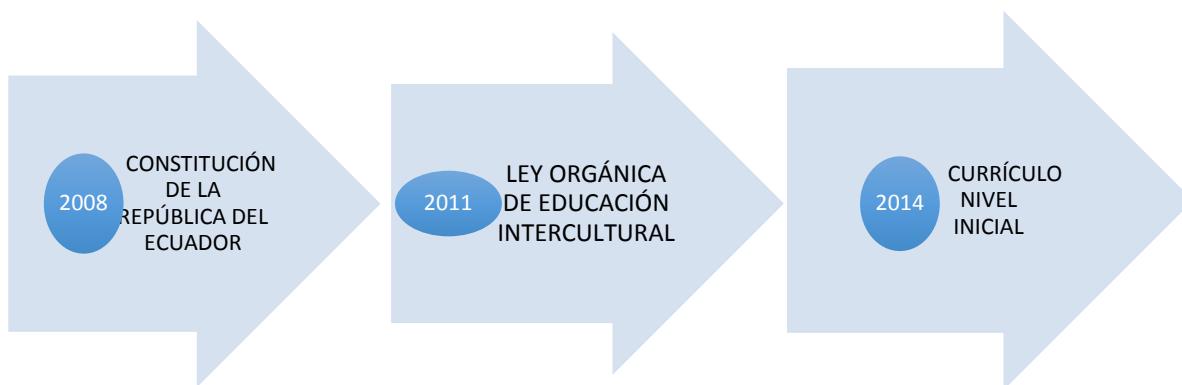 2008
CONSTITUCIÓN
DE LA
REPÚBLICA DEL
ECUADOR
2011
LEY ORGÁNICA
DE EDUCACIÓN
INTERCULTURAL
2014
CURRÍCULO
NIVEL
INICIAL